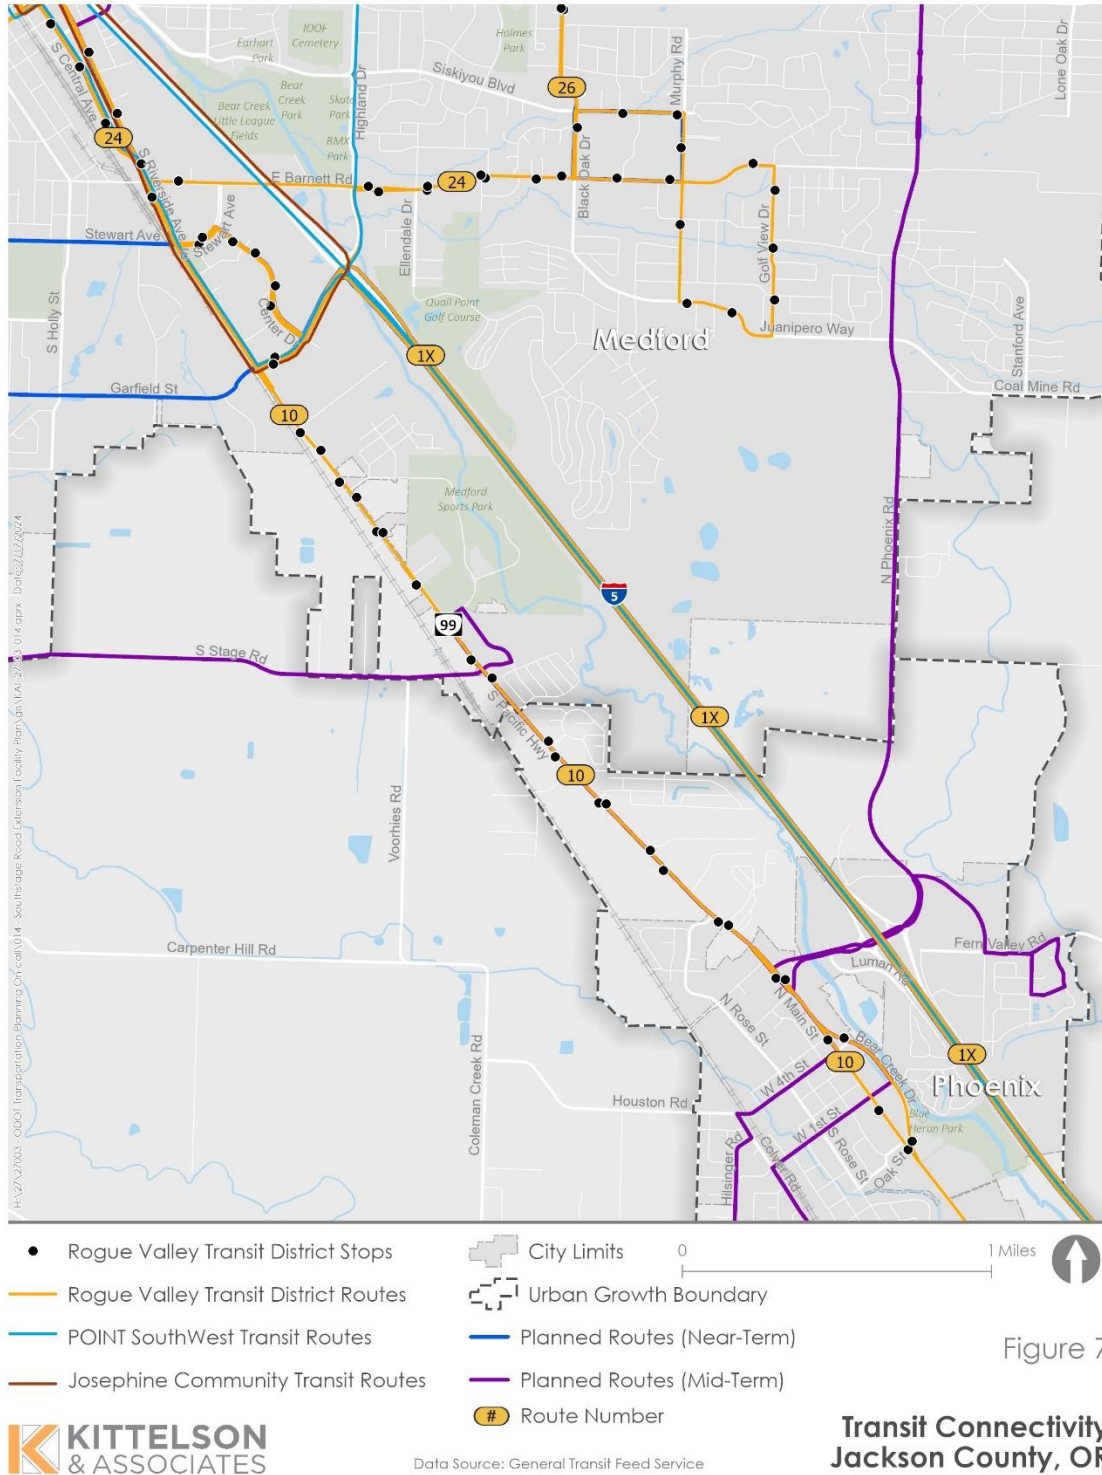 IOOF
Cemetery
Earhart
Park
Holmes
Park
Siskiyou Blvd
Murphy Rd
Lone Oak Dr
S Central Ave
Bear
Creek
Park
Skate
Park
Bear Creek
Little League
Fields
BMX
Park
Highland Dr
26
24
S Riverside Ave
E Barnett Rd
24
Black Oak Dr
Stewart Ave
Stewart Ave
Ellendale Dr
Golf View Dr
S Holly St
Center Dr
Quail Point
Golf Course
Medford
Juanipero Way
Stanford Ave
1X
Garfield St
Coal Mine Rd
10
Medford
Sports Park
N Phoenix Rd
5
99
S Stage Rd
S Pacific Hwy
1X
10
Voorhies Rd
Carpenter Hill Rd
Fern Valley Rd
Luman Rd
N Rose St
N Main St
Bear Creek Dr
10
1X
Coleman Creek Rd
W 4th St
Phoenix
Houston Rd
W 1st St
Blue
Heron Park
Hilsinger Rd
Colver Rd
S Rose St
Oak St
Rogue Valley Transit District Stops
Rogue Valley Transit District Routes
POINT SouthWest Transit Routes
Josephine Community Transit Routes
City Limits
Urban Growth Boundary
Planned Routes (Near-Term)
Planned Routes (Mid-Term)
# Route Number
0 1 Miles
Figure 7
KITTELSON
& ASSOCIATES
Data Source: General Transit Feed Service
Transit Connectivity
Jackson County, OR